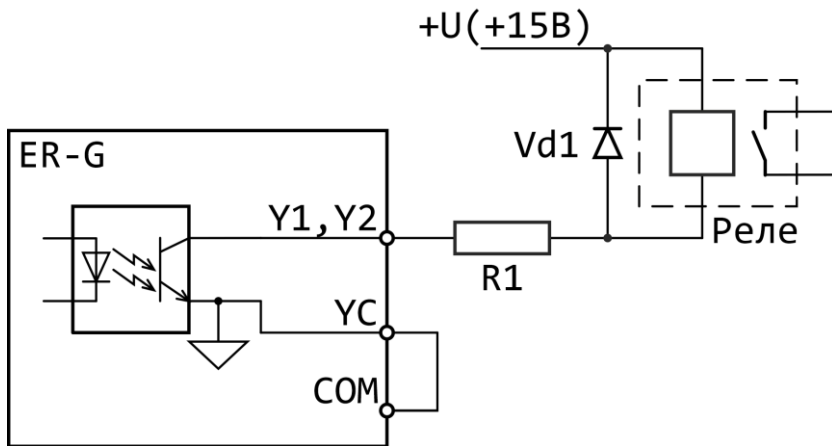 +U(+15В)
ER-G
Vd1
Y1,Y2
Реле
R1
YC
COM